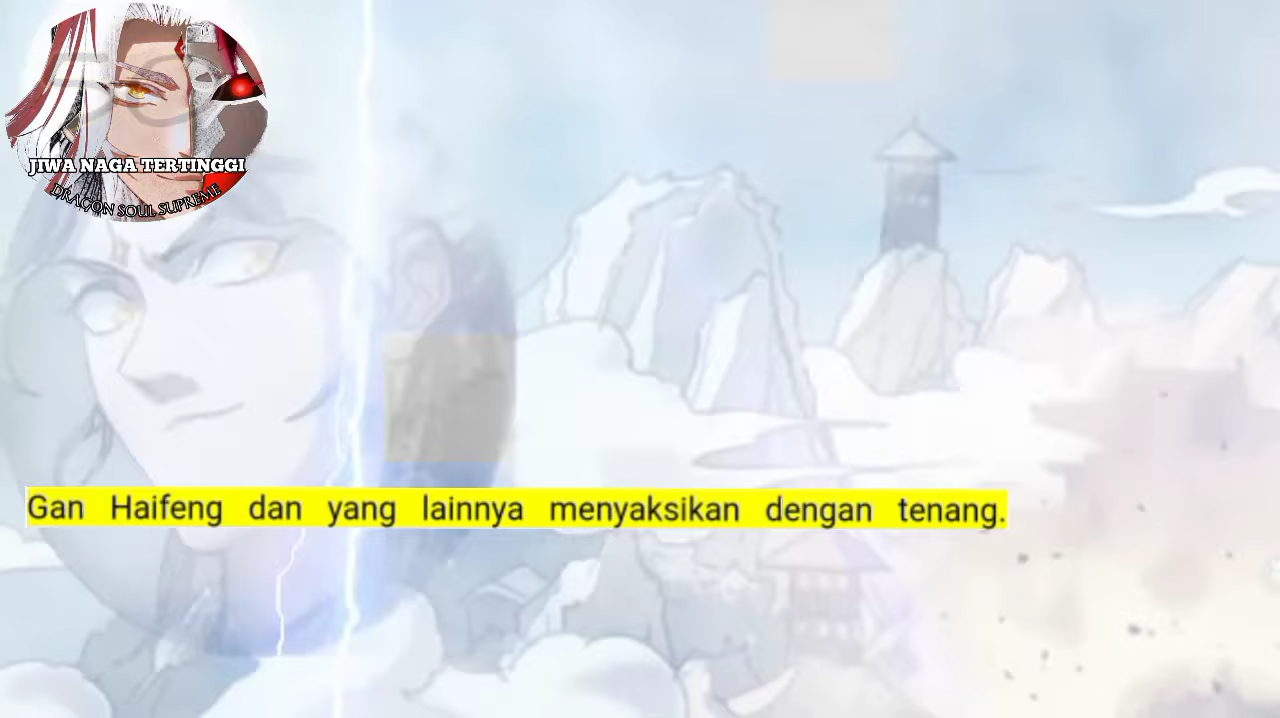 JIWA NAGA TERTINGGI
DRAGON SOUL SUPREME
Gan Haifeng dan yang lainnya menyaksikan dengan tenang.